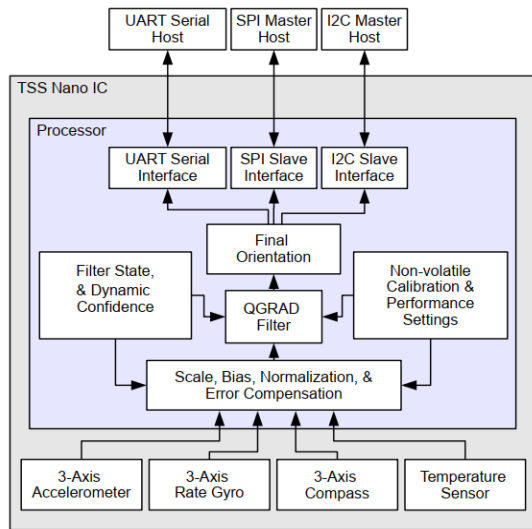 UART Serial
Host
SPI Master
Host
I2C Master
Host
TSS Nano IC
Processor
UART Serial
Interface
SPI Slave
Interface
I2C Slave
Interface
Final
Orientation
Filter State,
& Dynamic
Confidence
QGRAD
Filter
Non-volatile
Calibration &
Performance
Settings
Scale, Bias, Normalization, &
Error Compensation
3-Axis
Accelerometer
3-Axis
Rate Gyro
3-Axis
Compass
Temperature
Sensor